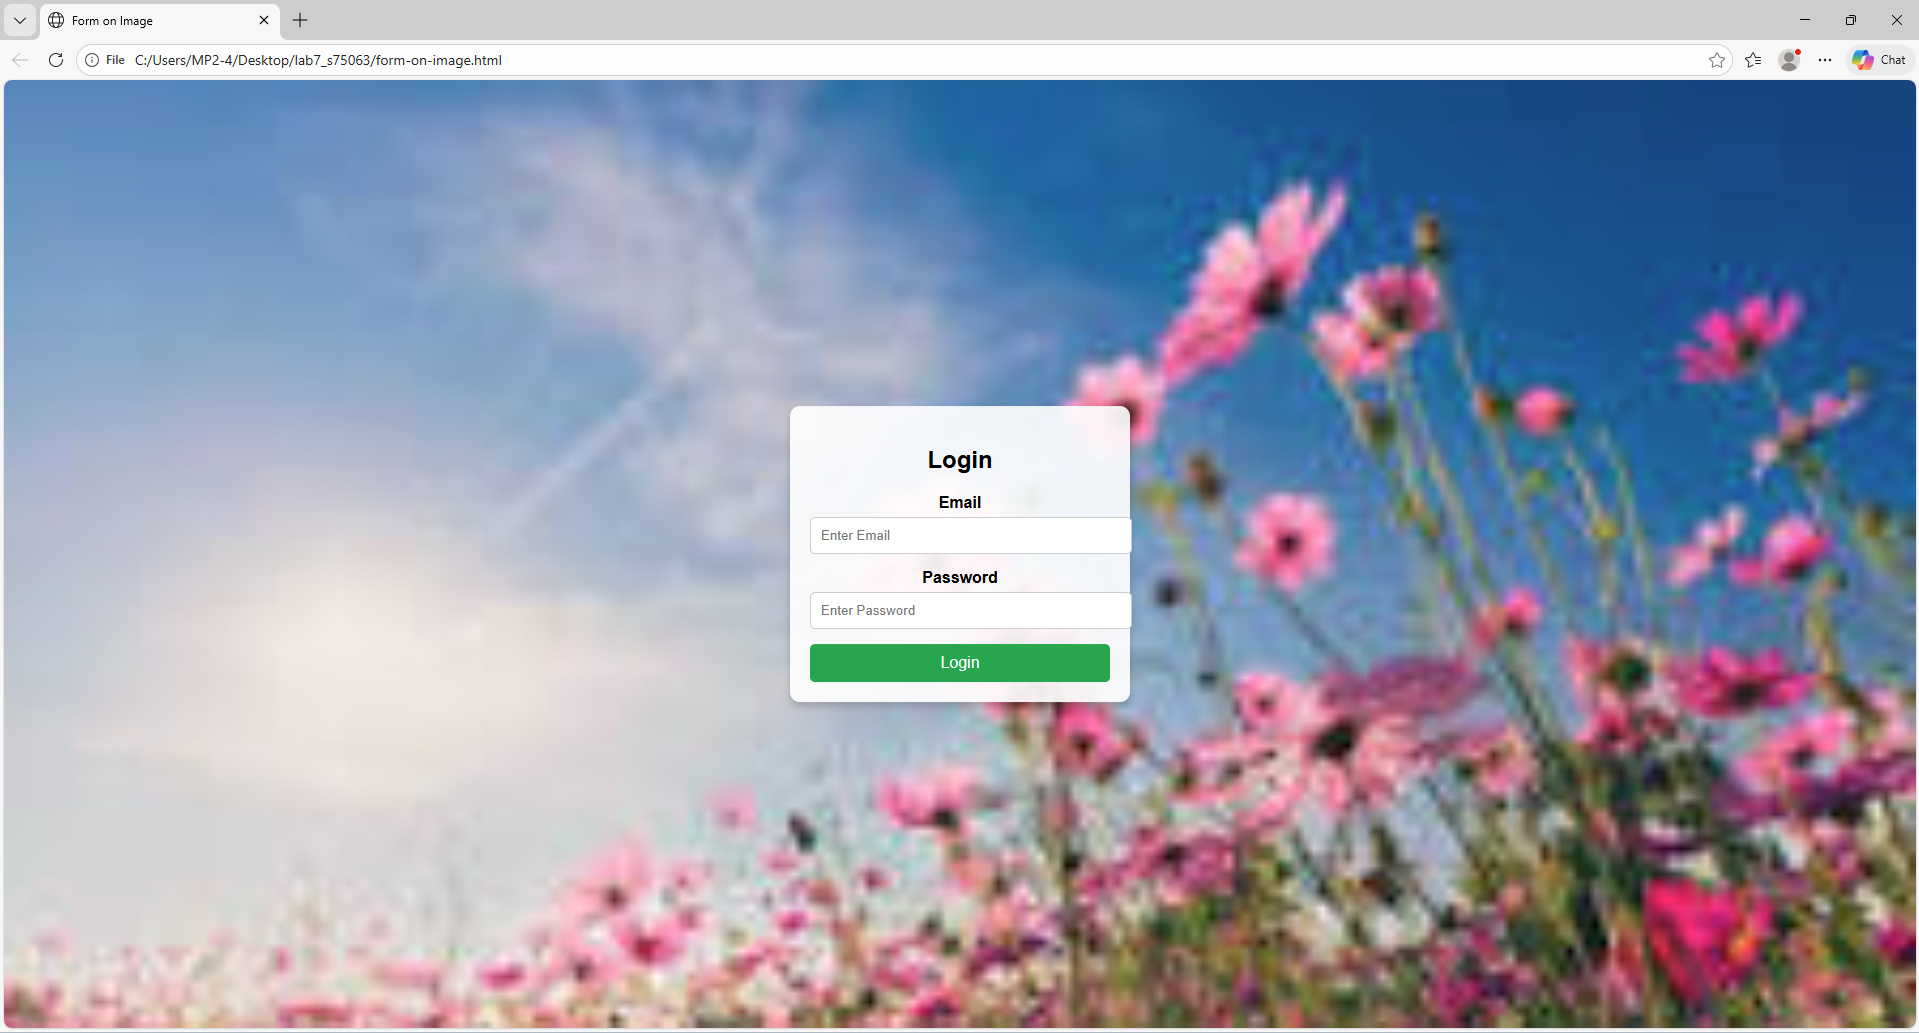 Form on Image
File C:/Users/MP2-4/Desktop/lab7_s75063/form-on-image.html
Chat
Login
Email
Enter Email
Password
Enter Password
Login